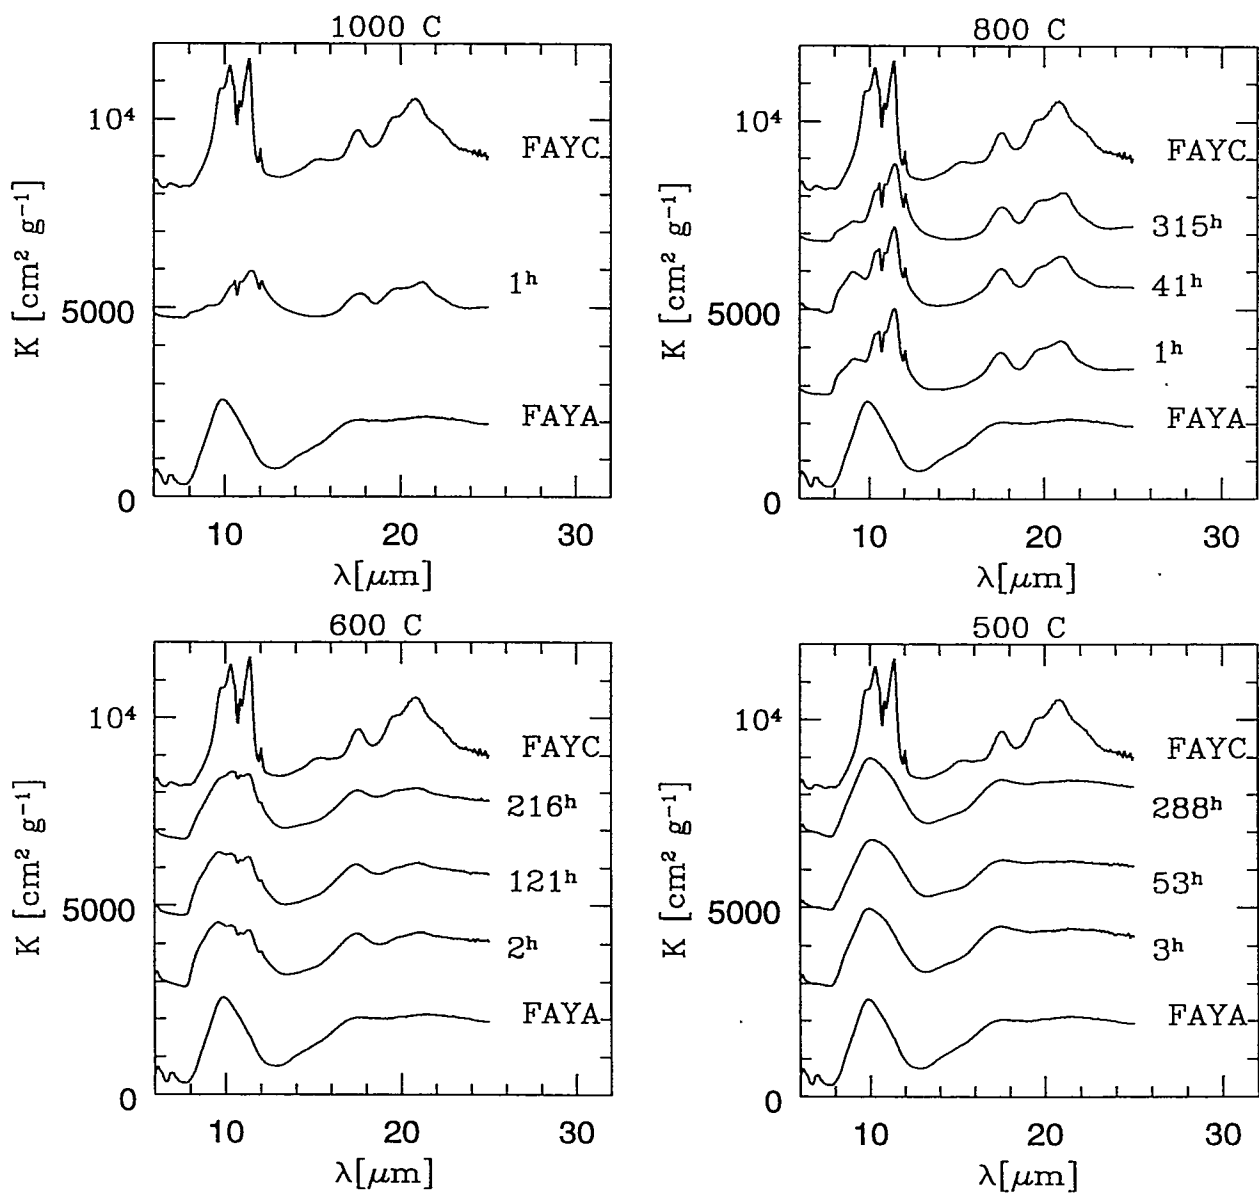 1000 C
K [cm² g⁻¹]
10⁴
5000
0
FAYC
1ʰ
FAYA
10 20 30
λ[μm]
800 C
K [cm² g⁻¹]
10⁴
5000
0
FAYC
315ʰ
41ʰ
1ʰ
FAYA
10 20 30
λ[μm]
600 C
K [cm² g⁻¹]
10⁴
5000
0
FAYC
216ʰ
121ʰ
2ʰ
FAYA
10 20 30
λ[μm]
500 C
K [cm² g⁻¹]
10⁴
5000
0
FAYC
288ʰ
53ʰ
3ʰ
FAYA
10 20 30
λ[μm]